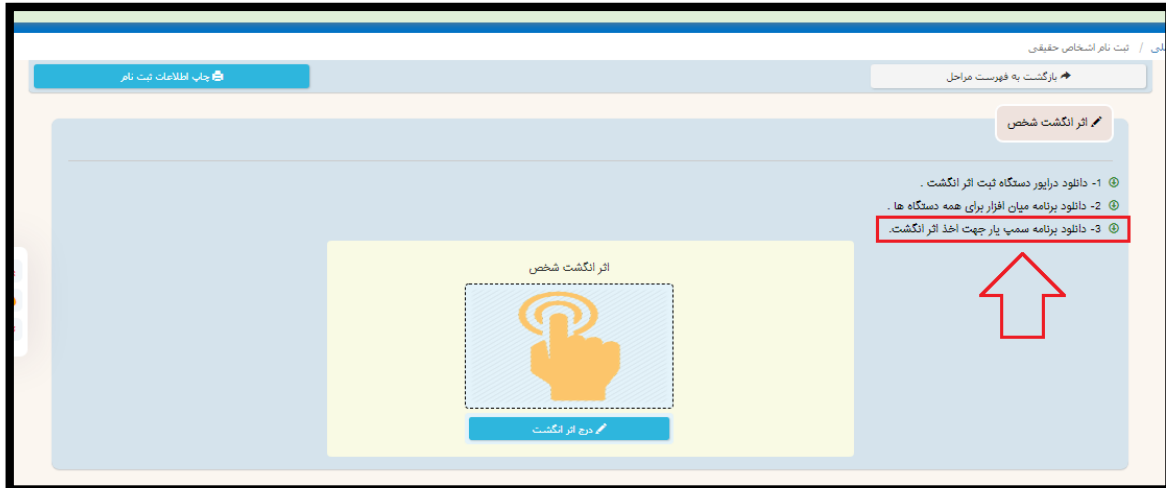 ثبت نام اشخاص حقیقی /
بازگشت به فهرست مراحل
چاپ اطلاعات ثبت نام
اثر انگشت شخص
1- دانلود درایور دستگاه ثبت اثر انگشت .
2- دانلود برنامه میان افزار برای همه دستگاه ها .
3- دانلود برنامه سمپ یار جهت اخذ اثر انگشت.
اثر انگشت شخص
درج اثر انگشت